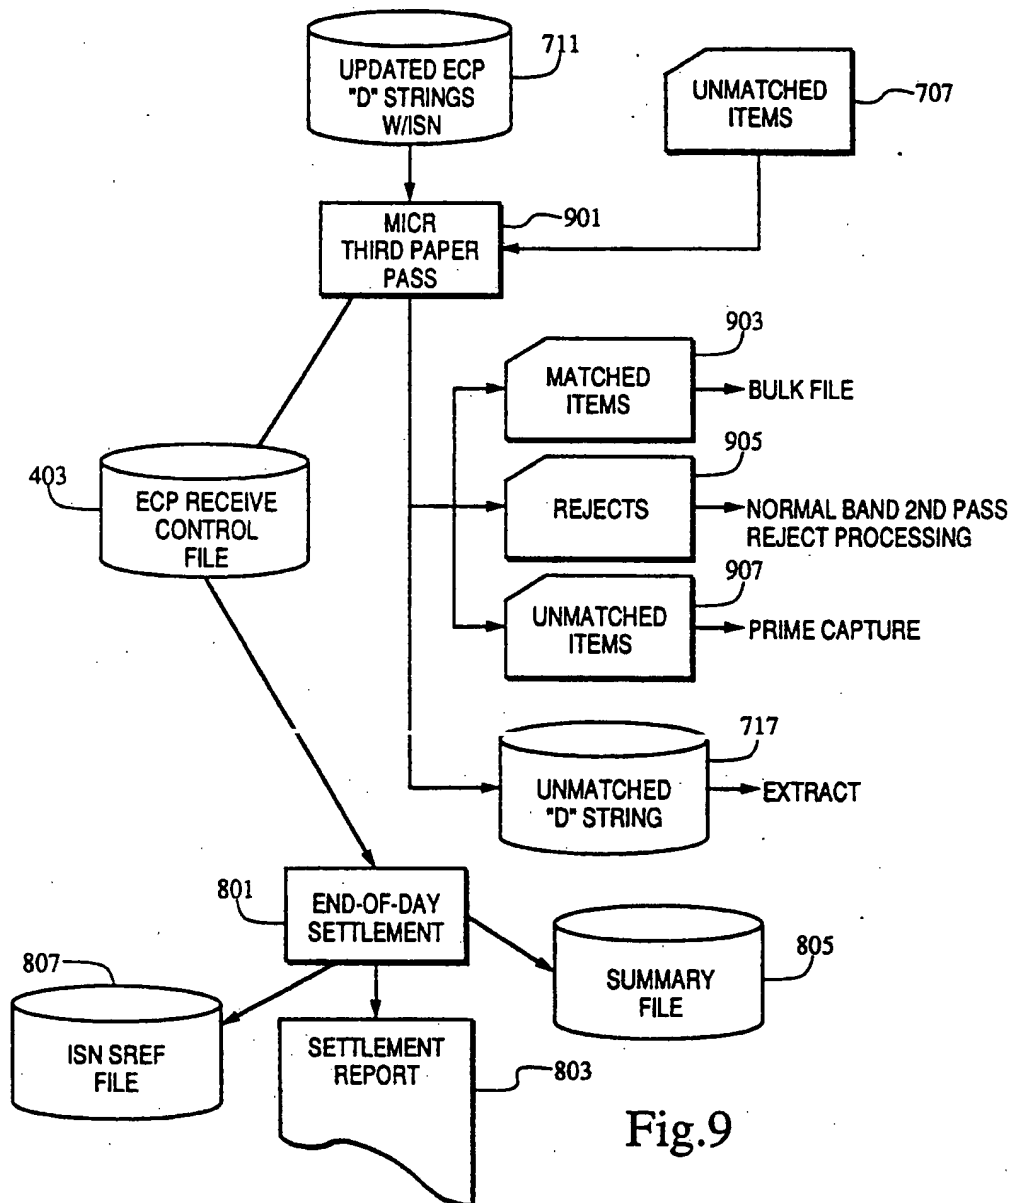 UPDATED ECP
"D" STRINGS
W/ISN
711
UNMATCHED
ITEMS
707
MICR
THIRD PAPER
PASS
901
903
MATCHED
ITEMS
BULK FILE
905
REJECTS
NORMAL BAND 2ND PASS
REJECT PROCESSING
403
ECP RECEIVE
CONTROL
FILE
907
UNMATCHED
ITEMS
PRIME CAPTURE
717
UNMATCHED
"D" STRING
EXTRACT
801
END-OF-DAY
SETTLEMENT
805
SUMMARY
FILE
807
ISN SREF
FILE
SETTLEMENT
REPORT
803
Fig.9